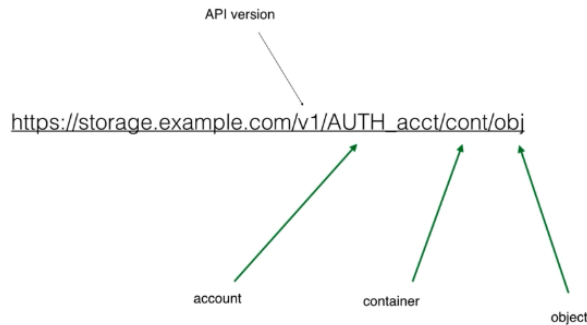 API version
https://storage.example.com/v1/AUTH_acct/cont/obj
account
container
object